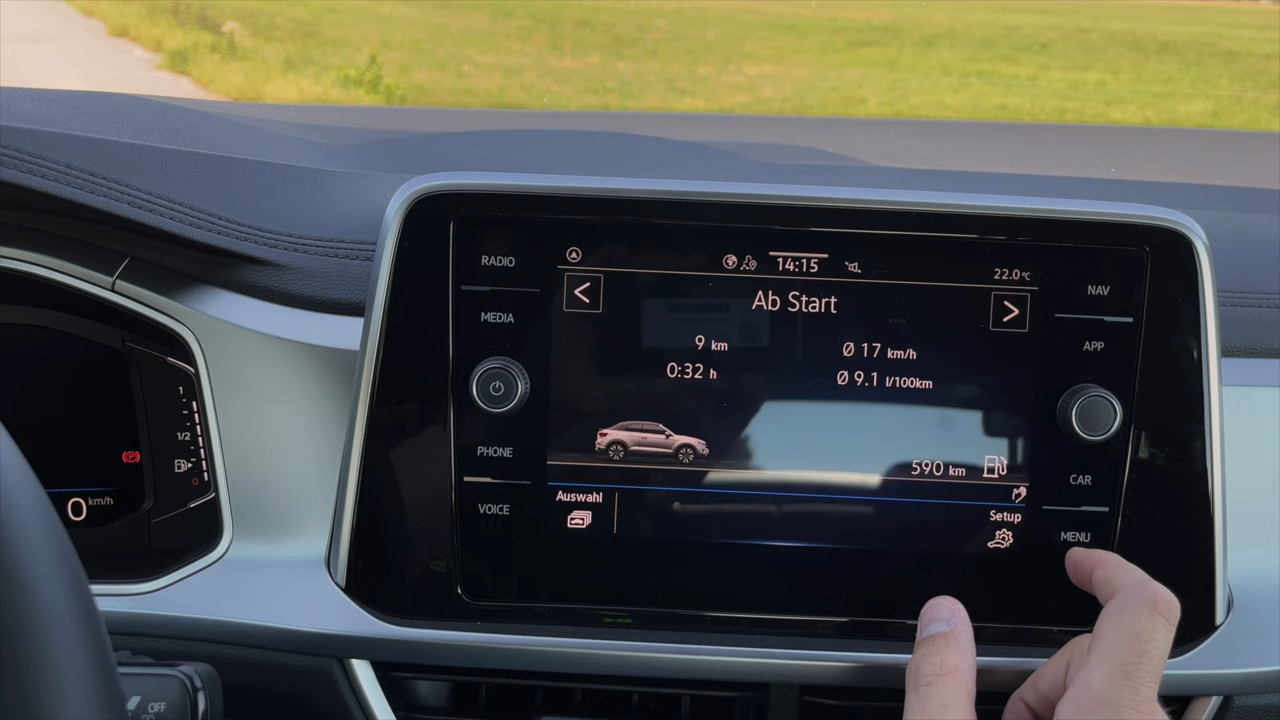 RADIO
MEDIA
PHONE
VOICE
14:15
22.0°C
<
Ab Start
>
9 km
Ø 17 km/h
0:32 h
Ø 9.1 l/100km
590 km
Auswahl
Setup
NAV
APP
CAR
MENU
1
1/2
0
(P)
0 km/h
OFF